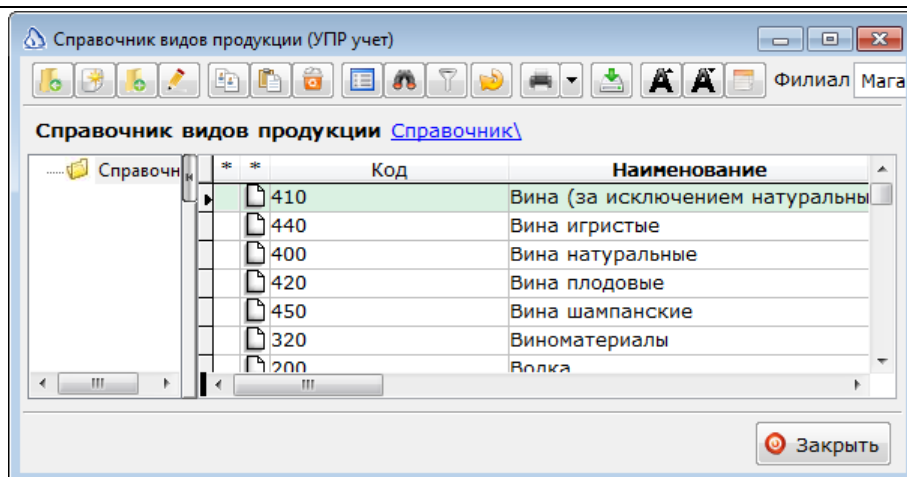 Справочник видов продукции (УПР учет)
Филиал Мага
Справочник видов продукции Справочник\
Справочн
* * Код Наименование
410 Вина (за исключением натуральны
440 Вина игристые
400 Вина натуральные
420 Вина плодовые
450 Вина шампанские
320 Виноматериалы
200 Водка
Закрыть